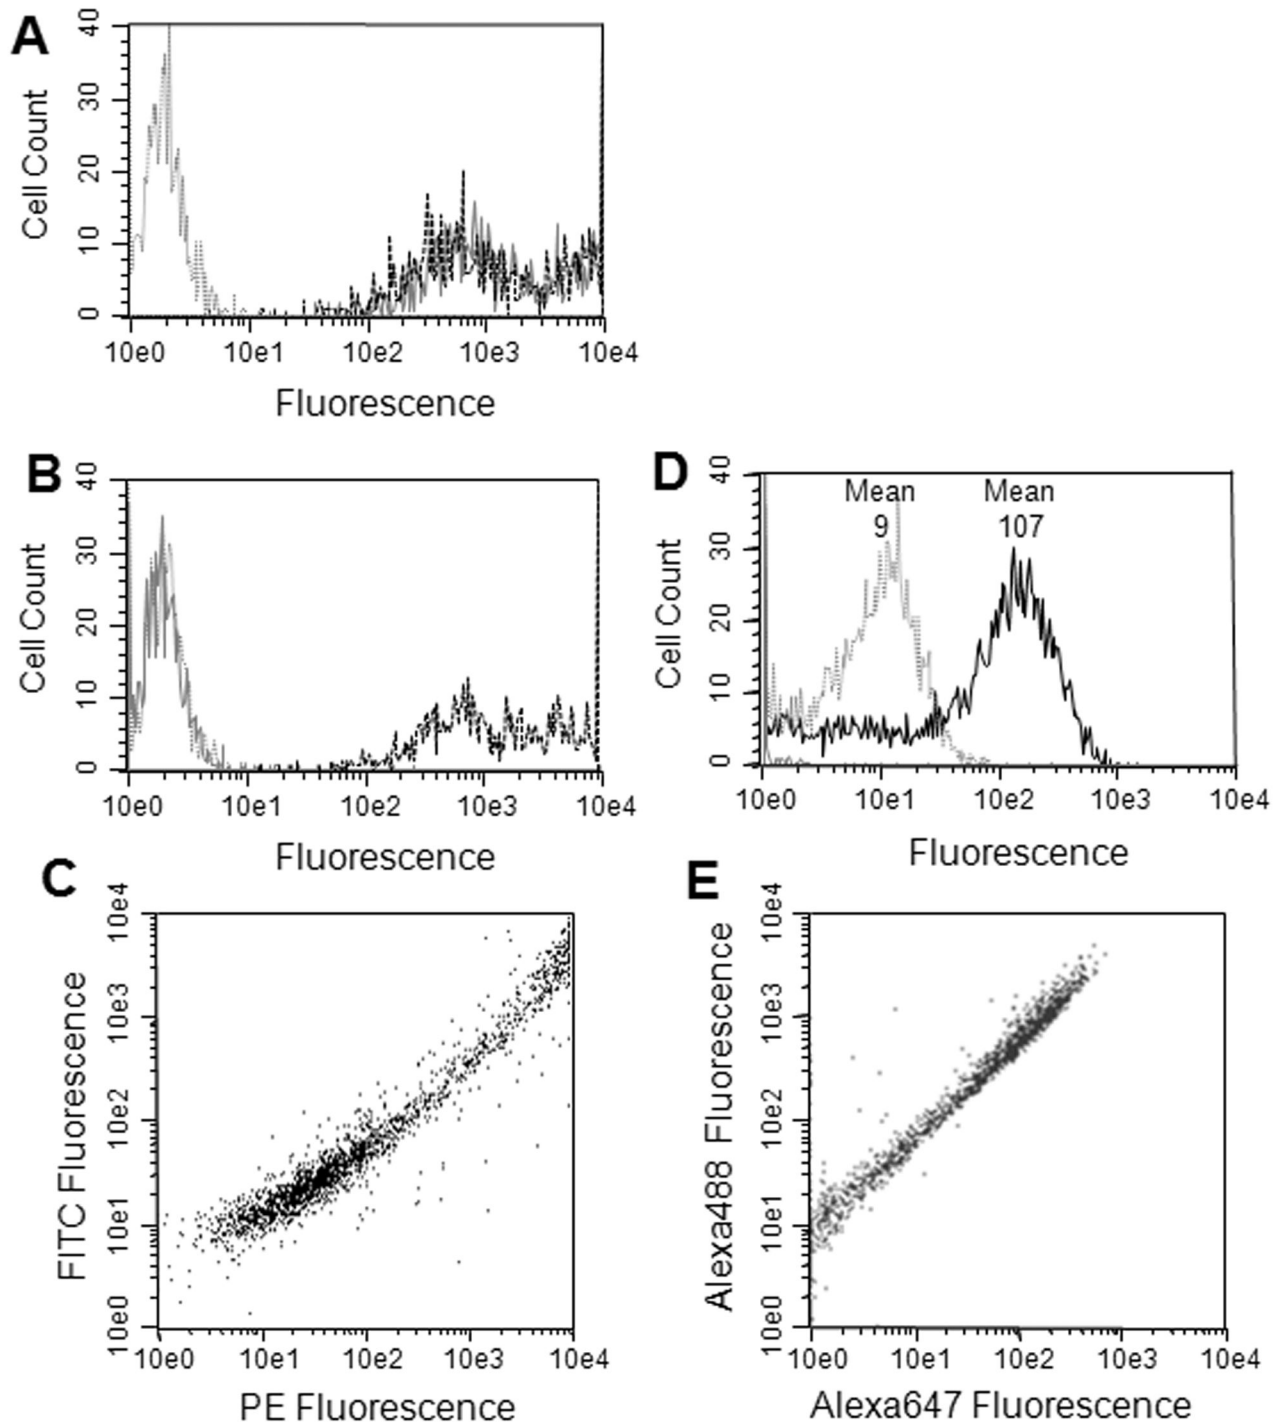 A
40
30
20
10
0
Cell Count
10e0 10e1 10e2 10e3 10e4
Fluorescence
B
40
30
20
10
0
Cell Count
10e0 10e1 10e2 10e3 10e4
Fluorescence
D
40
30
20
10
0
Cell Count
Mean Mean
9 107
10e0 10e1 10e2 10e3 10e4
Fluorescence
C
10e4
10e3
10e2
10e1
10e0
FITC Fluorescence
10e0 10e1 10e2 10e3 10e4
PE Fluorescence
E
10e4
10e3
10e2
10e1
10e0
Alexa488 Fluorescence
10e0 10e1 10e2 10e3 10e4
Alexa647 Fluorescence